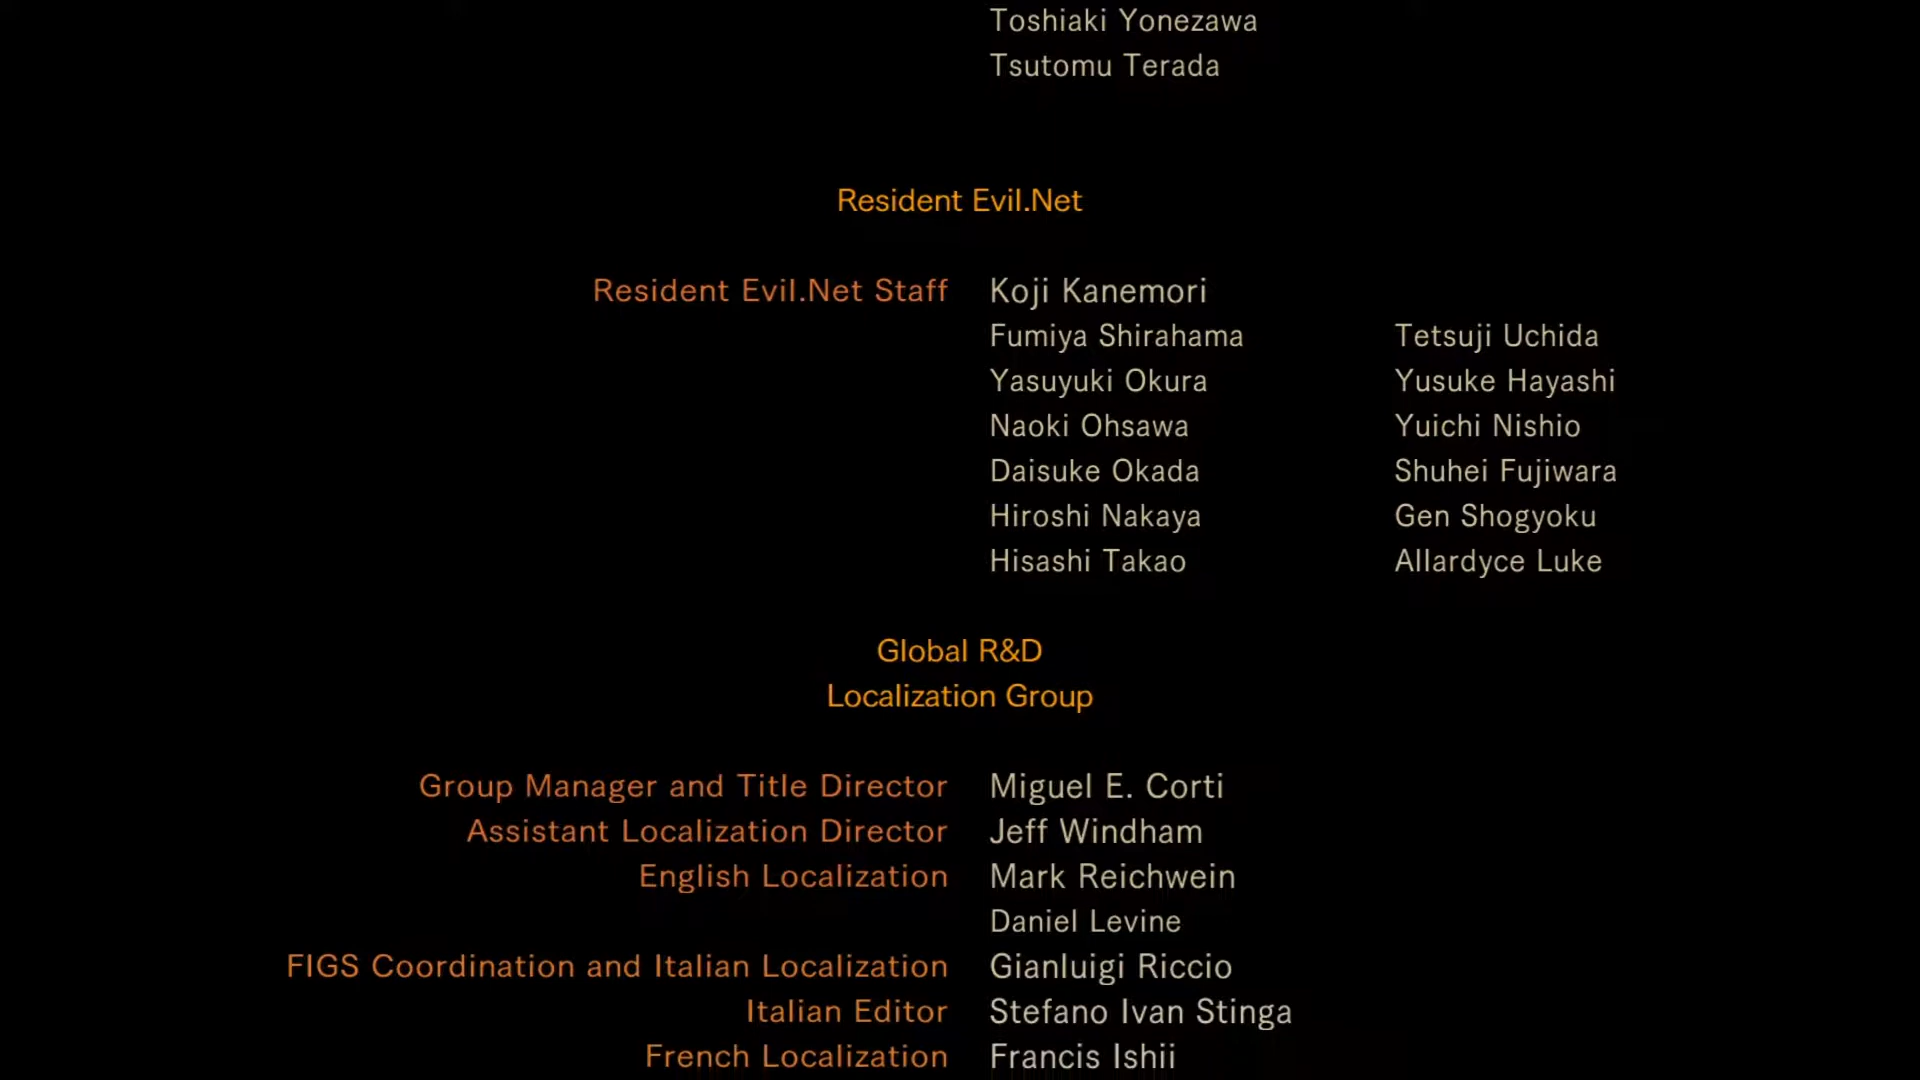 Toshiaki Yonezawa
Tsutomu Terada
Resident Evil.Net
Resident Evil.Net Staff Koji Kanemori
Fumiya Shirahama Tetsuji Uchida
Yasuyuki Okura Yusuke Hayashi
Naoki Ohsawa Yuichi Nishio
Daisuke Okada Shuhei Fujiwara
Hiroshi Nakaya Gen Shogyoku
Hisashi Takao Allardyce Luke
Global R&D
Localization Group
Group Manager and Title Director Miguel E. Corti
Assistant Localization Director Jeff Windham
English Localization Mark Reichwein
Daniel Levine
FIGS Coordination and Italian Localization Gianluigi Riccio
Italian Editor Stefano Ivan Stinga
French Localization Francis Ishii